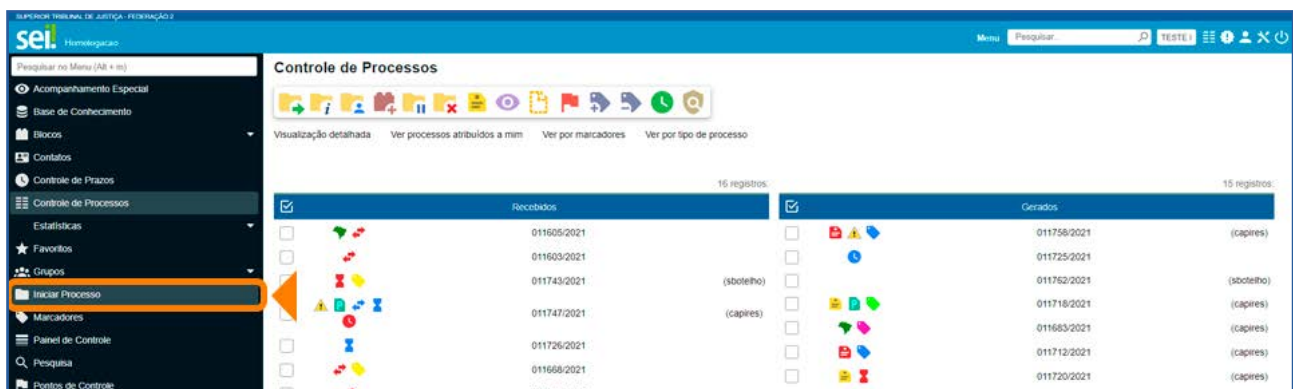 SUPERIOR TRIBUNAL DE JUSTIÇA - FEDERAÇÃO 2
sei! Homologacao
Menu Pesquisar... TESTE I
Pesquisar no Menu (Alt + m)
Acompanhamento Especial
Base de Conhecimento
Blocos
Contatos
Controle de Prazos
Controle de Processos
Estatísticas
Favoritos
Grupos
Iniciar Processo
Marcadores
Painel de Controle
Pesquisa
Pontos de Controle
Controle de Processos
Visualização detalhada Ver processos atribuídos a mim Ver por marcadores Ver por tipo de processo
16 registros:
Recebidos
011605/2021
011603/2021
011743/2021 (sbotelho)
011747/2021 (capires)
011726/2021
011668/2021
15 registros:
Gerados
011758/2021 (capires)
011725/2021
011762/2021 (sbotelho)
011718/2021 (capires)
011683/2021 (capires)
011712/2021 (capires)
011720/2021 (capires)